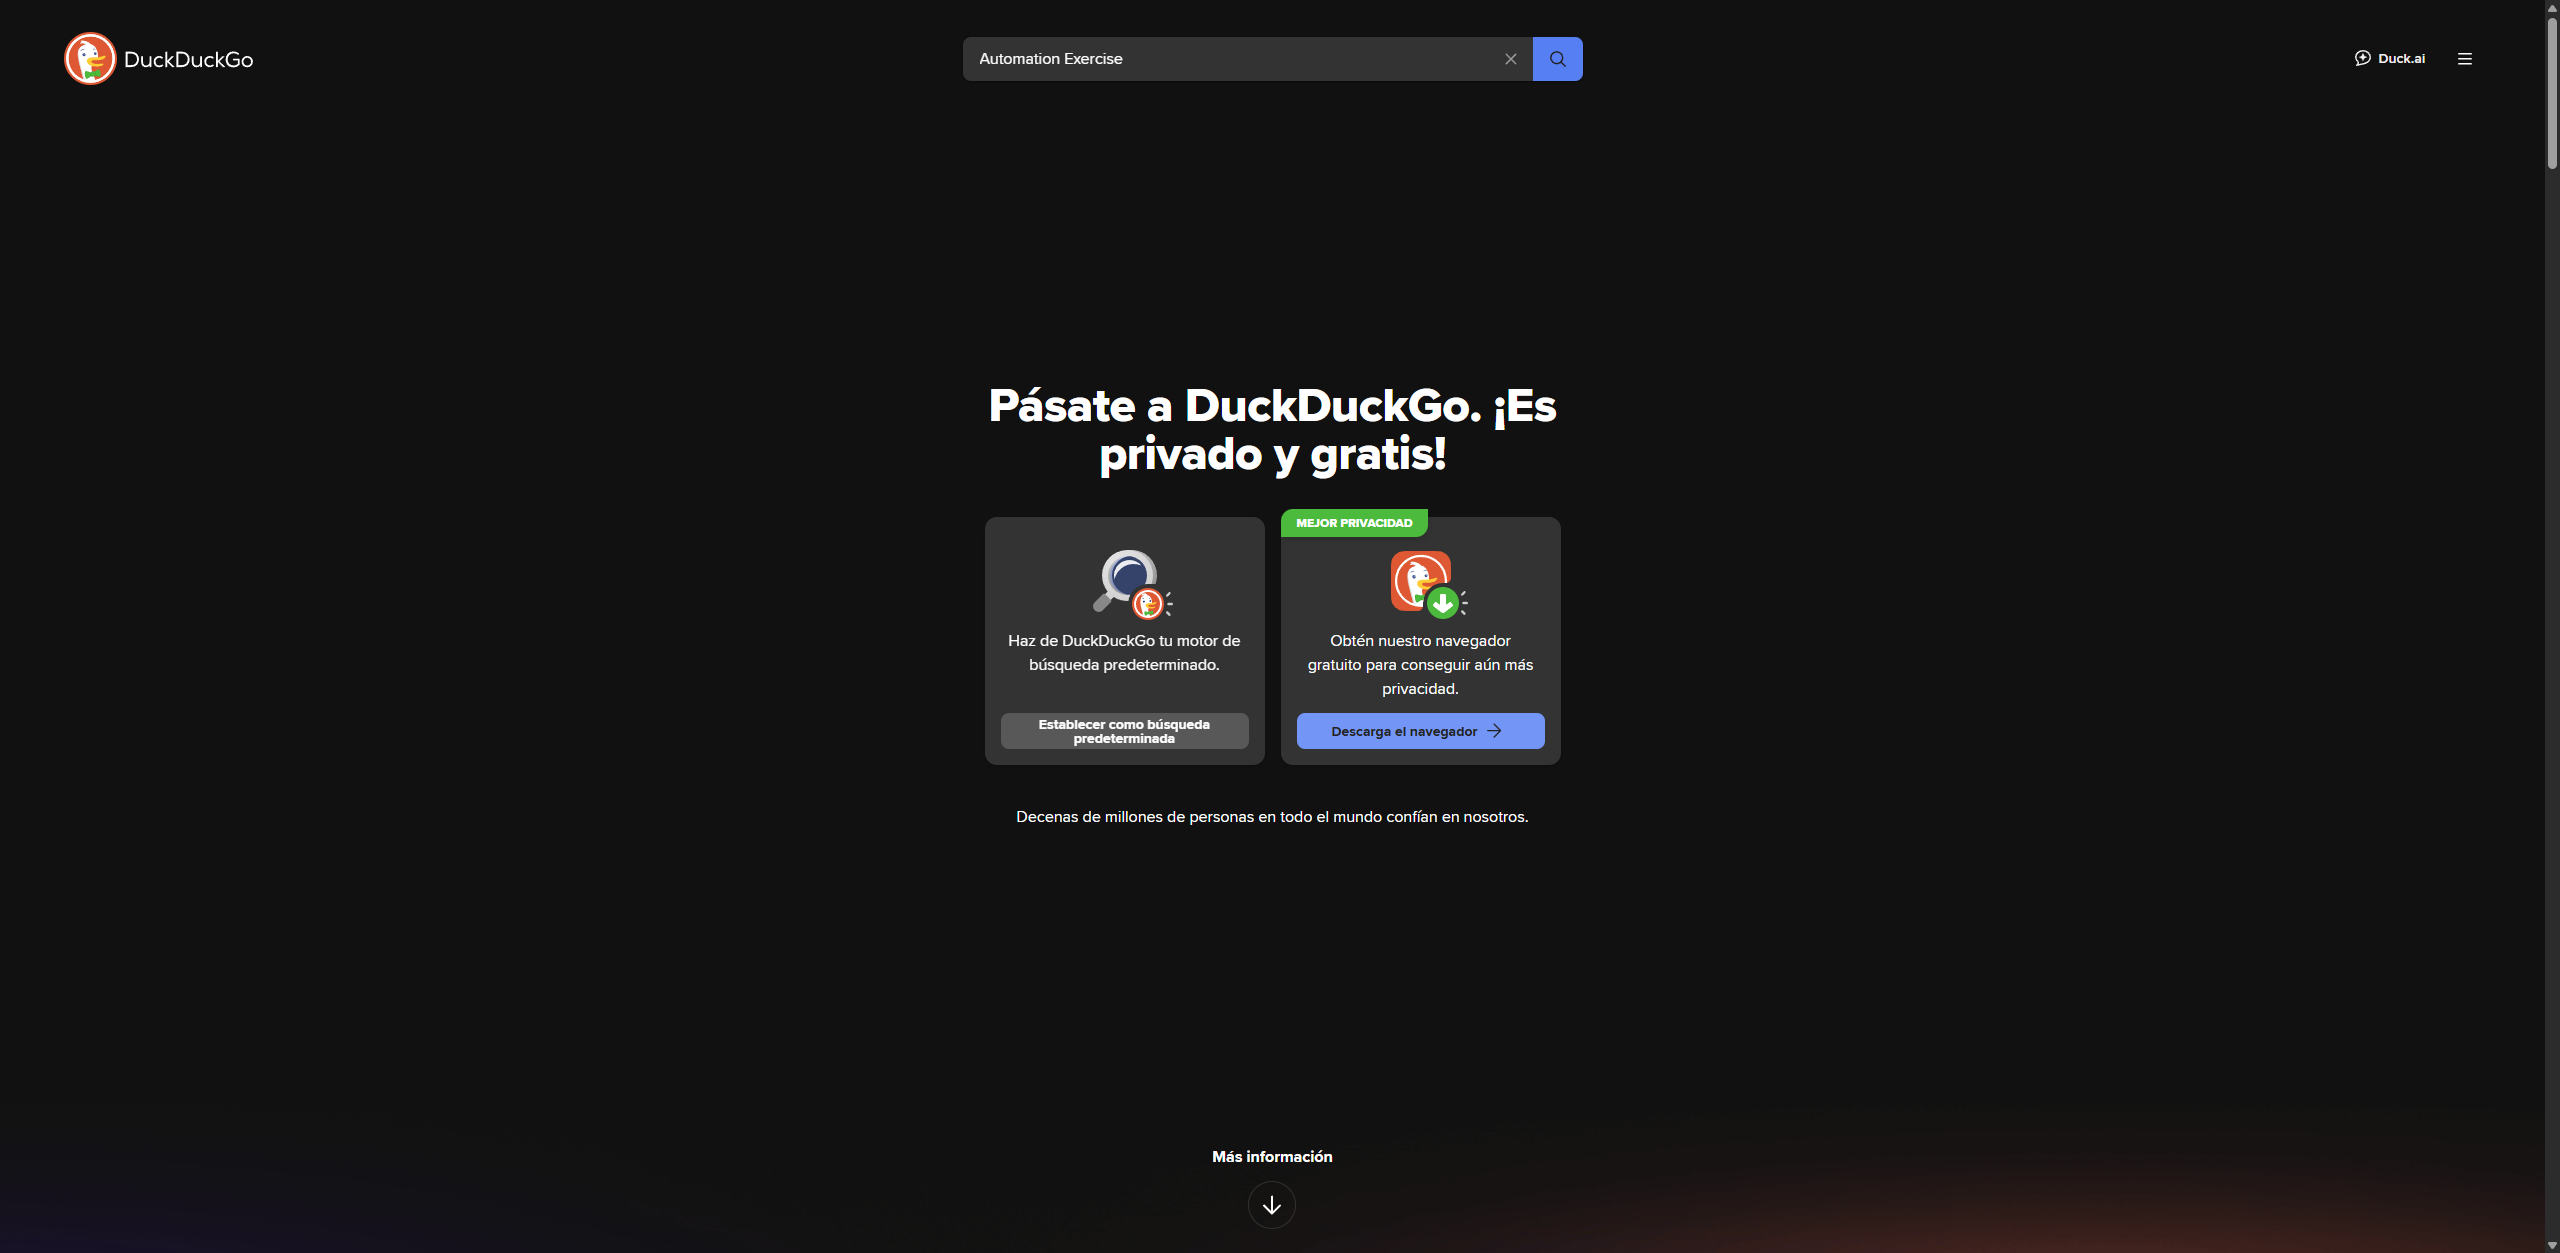 DuckDuckGo
Automation Exercise
Duck.ai
Pásate a DuckDuckGo. ¡Es
privado y gratis!
Haz de DuckDuckGo tu motor de
búsqueda predeterminado.
Establecer como búsqueda
predeterminada
MEJOR PRIVACIDAD
Obtén nuestro navegador
gratuito para conseguir aún más
privacidad.
Descarga el navegador
Decenas de millones de personas en todo el mundo confían en nosotros.
Más información